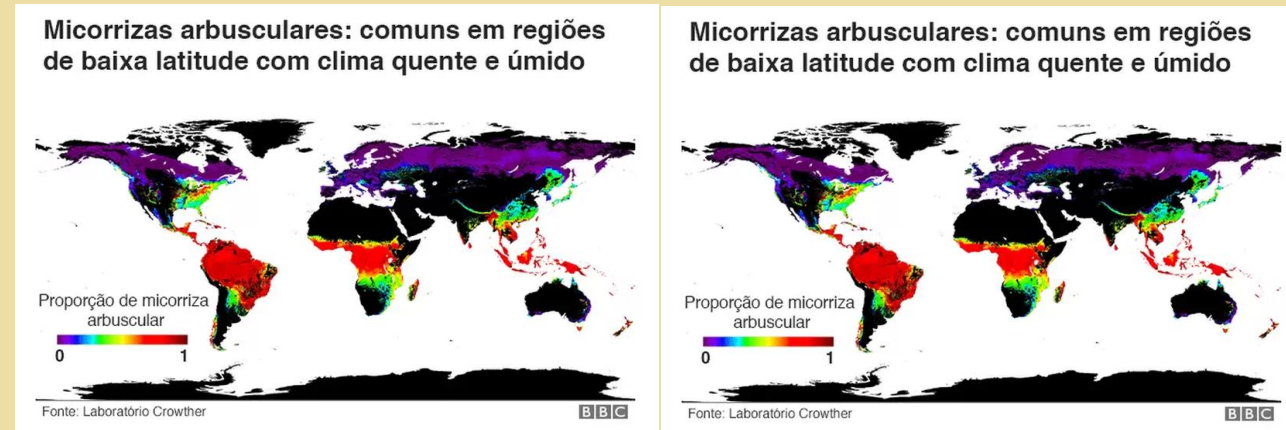 Micorrizas arbusculares: comuns em regiões
de baixa latitude com clima quente e úmido
Proporção de micorriza
arbuscular
0 1
Fonte: Laboratório Crowther
BBC
Micorrizas arbusculares: comuns em regiões
de baixa latitude com clima quente e úmido
Proporção de micorriza
arbuscular
0 1
Fonte: Laboratório Crowther
BBC